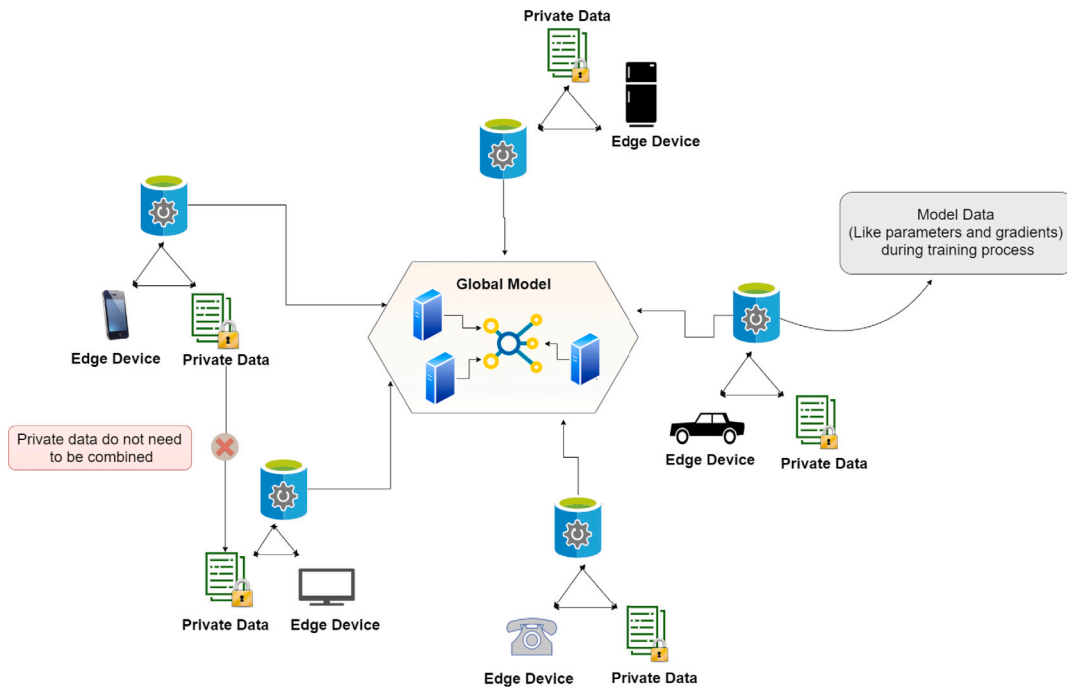 Private Data
Edge Device
Model Data
(Like parameters and gradients)
during training process
Global Model
Edge Device
Private Data
Private data do not need
to be combined
Edge Device
Private Data
Private Data
Edge Device
Edge Device
Private Data